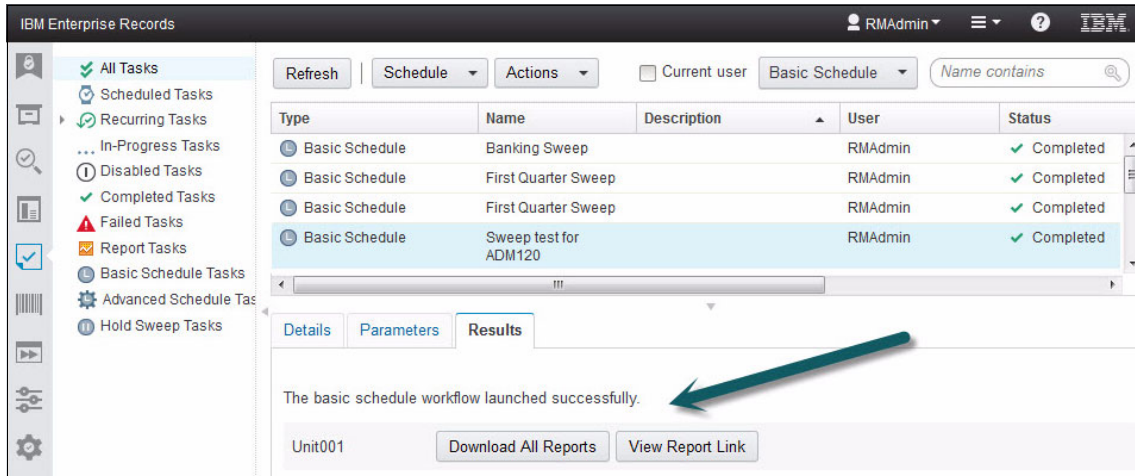 IBM Enterprise Records
RMAdmin
?
IBM
All Tasks
Scheduled Tasks
Recurring Tasks
In-Progress Tasks
Disabled Tasks
Completed Tasks
Failed Tasks
Report Tasks
Basic Schedule Tasks
Advanced Schedule Tas
Hold Sweep Tasks
Refresh | Schedule Actions Current user Basic Schedule Name contains
Type Name Description User Status
Basic Schedule Banking Sweep RMAdmin Completed
Basic Schedule First Quarter Sweep RMAdmin Completed
Basic Schedule First Quarter Sweep RMAdmin Completed
Basic Schedule Sweep test for RMAdmin Completed
ADM120
Details Parameters Results
The basic schedule workflow launched successfully.
Unit001 Download All Reports View Report Link